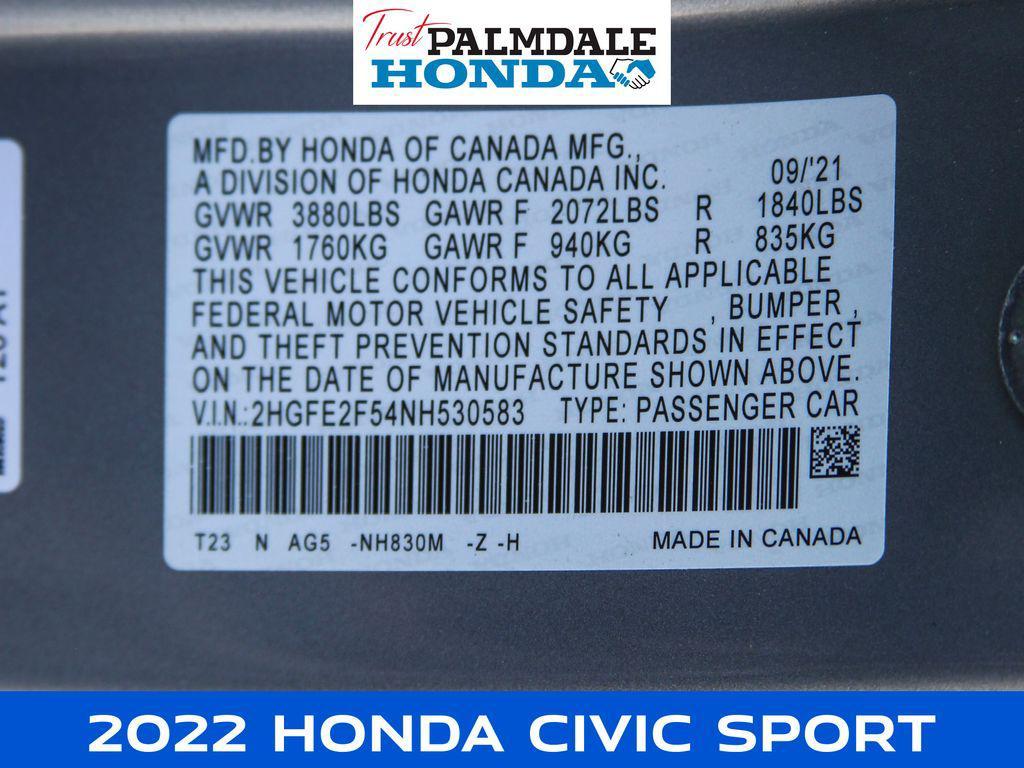 Trust PALMDALE
HONDA
MFD.BY HONDA OF CANADA MFG.,
A DIVISION OF HONDA CANADA INC. 09/'21
GVWR 3880LBS GAWR F 2072LBS R 1840LBS
GVWR 1760KG GAWR F 940KG R 835KG
THIS VEHICLE CONFORMS TO ALL APPLICABLE
FEDERAL MOTOR VEHICLE SAFETY , BUMPER ,
AND THEFT PREVENTION STANDARDS IN EFFECT
ON THE DATE OF MANUFACTURE SHOWN ABOVE.
V.I.N.:2HGFE2F54NH530583 TYPE: PASSENGER CAR
T23 N AG5 -NH830M -Z -H MADE IN CANADA
2022 HONDA CIVIC SPORT